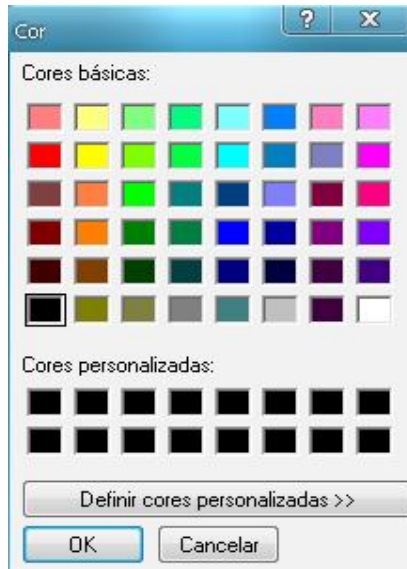 Cor
?
X
Cores básicas:
Cores personalizadas:
Definir cores personalizadas >>
OK
Cancelar